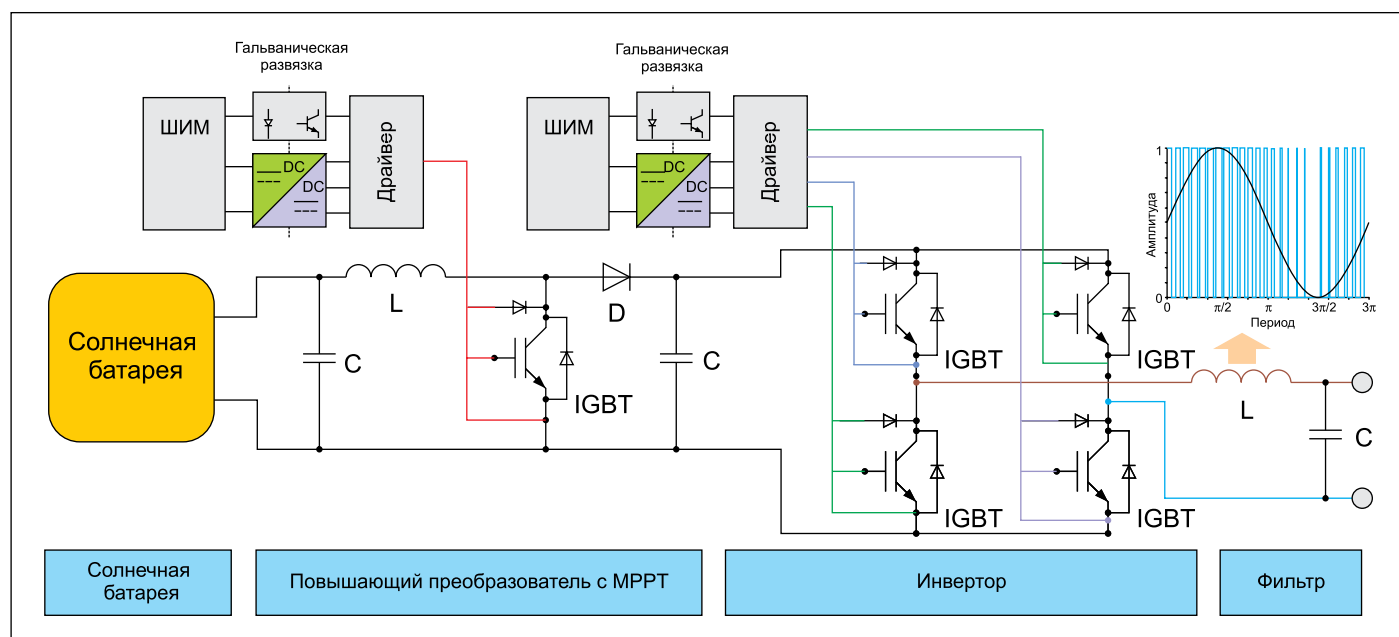 Гальваническая
развязка
ШИМ
DC
DC
Драйвер
Гальваническая
развязка
ШИМ
DC
DC
Драйвер
Амплитуда
1
0
0
π/2
π
3π/2
3π
Период
Солнечная
батарея
C
L
IGBT
D
C
IGBT
IGBT
IGBT
IGBT
L
C
Солнечная
батарея
Повышающий преобразователь с MPPT
Инвертор
Фильтр